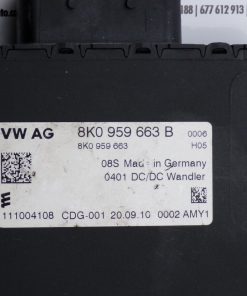 188 | 677 612 913
VW AG 8K0 959 663 B 0006
8K0 959 663 H05
08S Made in Germany
0401 DC/DC Wandler
111004108 CDG-001 20.09.10 0002 AMY1